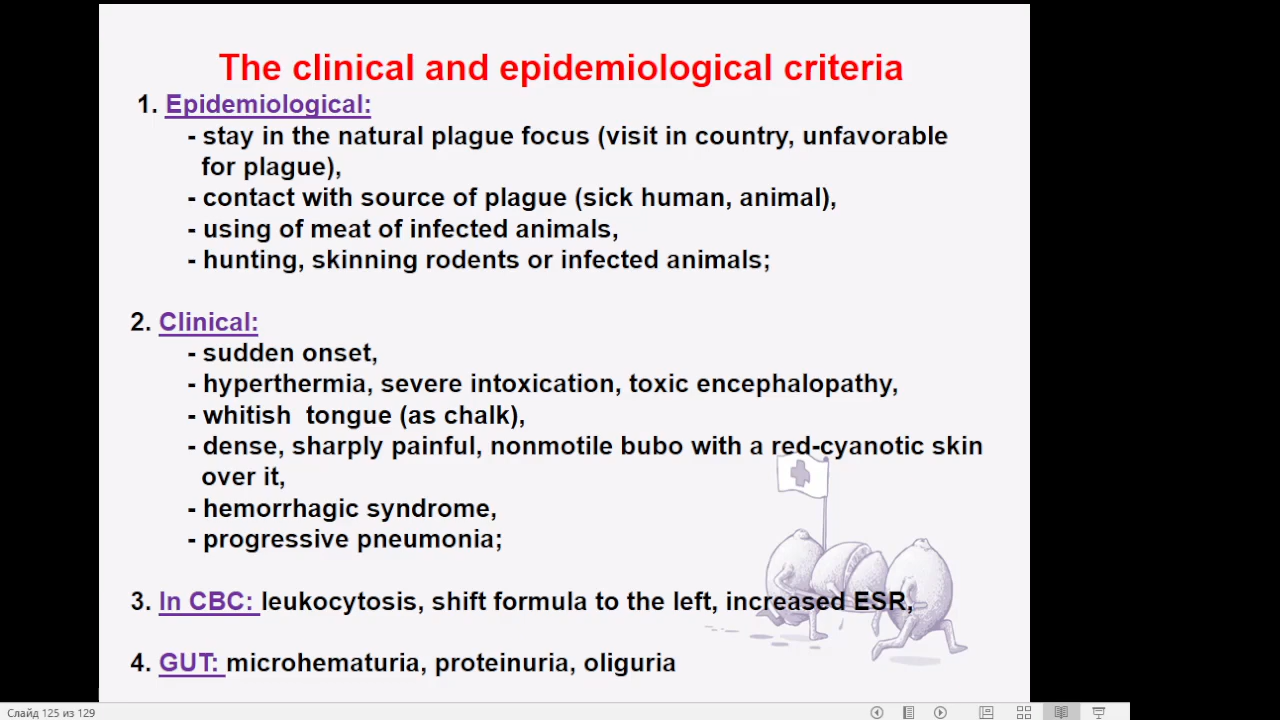 The clinical and epidemiological criteria
1. Epidemiological:
- stay in the natural plague focus (visit in country, unfavorable
for plague),
- contact with source of plague (sick human, animal),
- using of meat of infected animals,
- hunting, skinning rodents or infected animals;
2. Clinical:
- sudden onset,
- hyperthermia, severe intoxication, toxic encephalopathy,
- whitish tongue (as chalk),
- dense, sharply painful, nonmotile bubo with a red-cyanotic skin
over it,
- hemorrhagic syndrome,
- progressive pneumonia;
3. In CBC: leukocytosis, shift formula to the left, increased ESR,
4. GUT: microhematuria, proteinuria, oliguria
Слайд 125 из 129